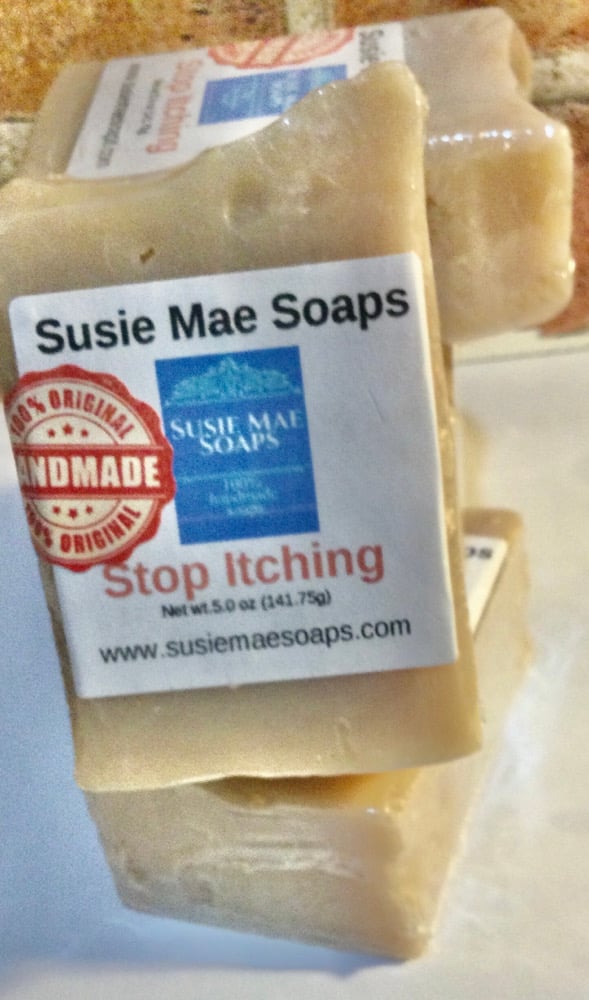 Stop Itching
Susie Mae Soaps
100% ORIGINAL
ANDMADE
100% ORIGINAL
SUSIE MAE
SOAPS
100%
handmade
Stop Itching
Net wt.5.0 oz (141.75g)
www.susiemaesoaps.com